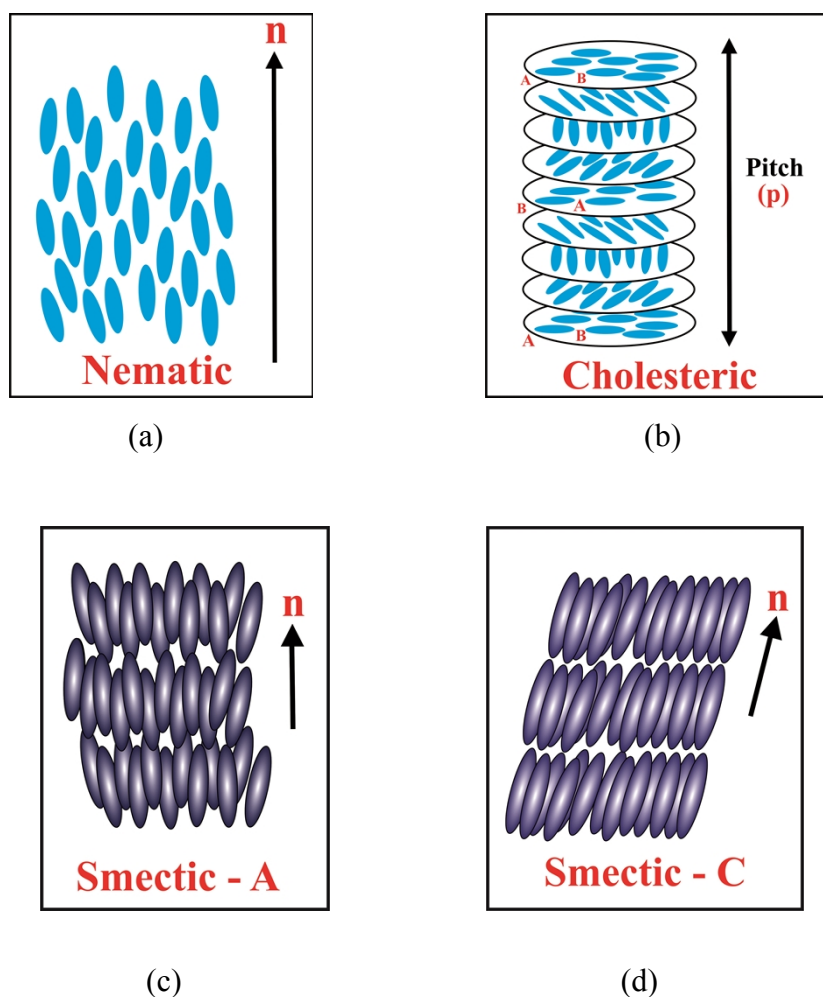 n
Nematic
(a)
A B
B A
A B
Pitch
(p)
Cholesteric
(b)
n
Smectic - A
(c)
n
Smectic - C
(d)